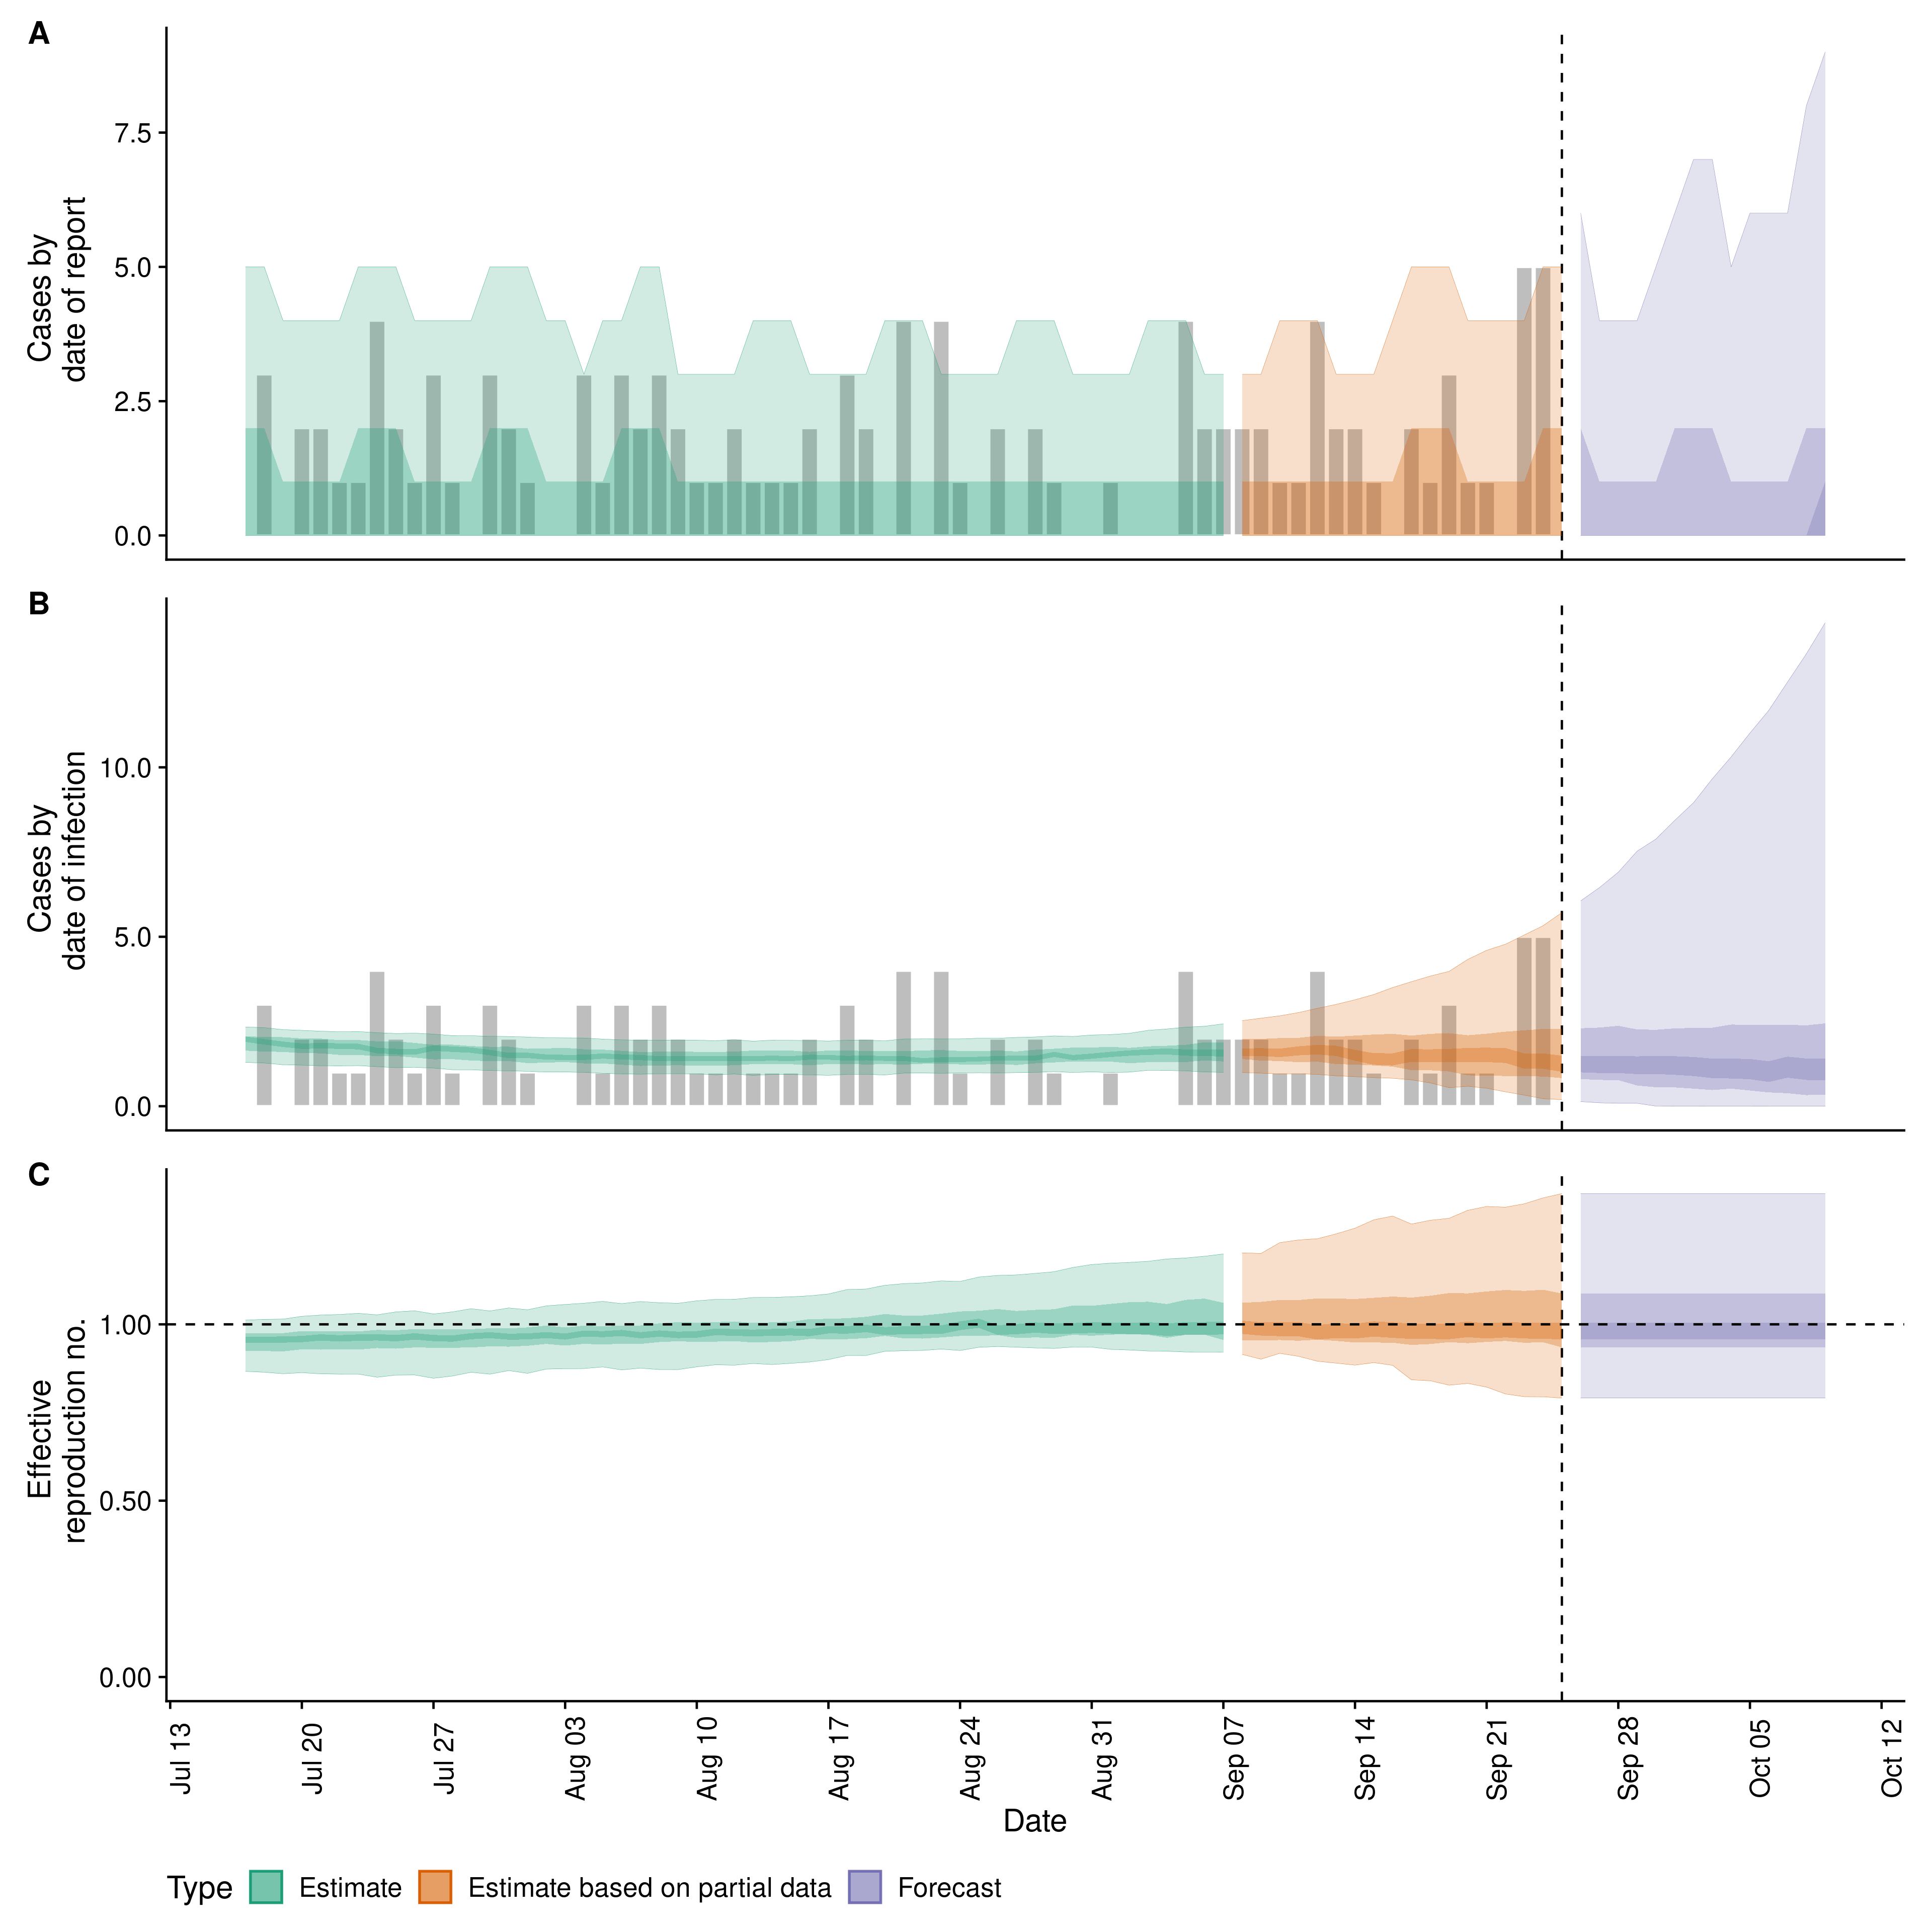 A
Cases by
date of report
7.5
5.0
2.5
0.0
B
Cases by
date of infection
10.0
5.0
0.0
C
Effective
reproduction no.
1.00
0.50
0.00
Jul 13
Jul 20
Jul 27
Aug 03
Aug 10
Aug 17
Aug 24
Aug 31
Sep 07
Sep 14
Sep 21
Sep 28
Oct 05
Oct 12
Date
Type
Estimate
Estimate based on partial data
Forecast